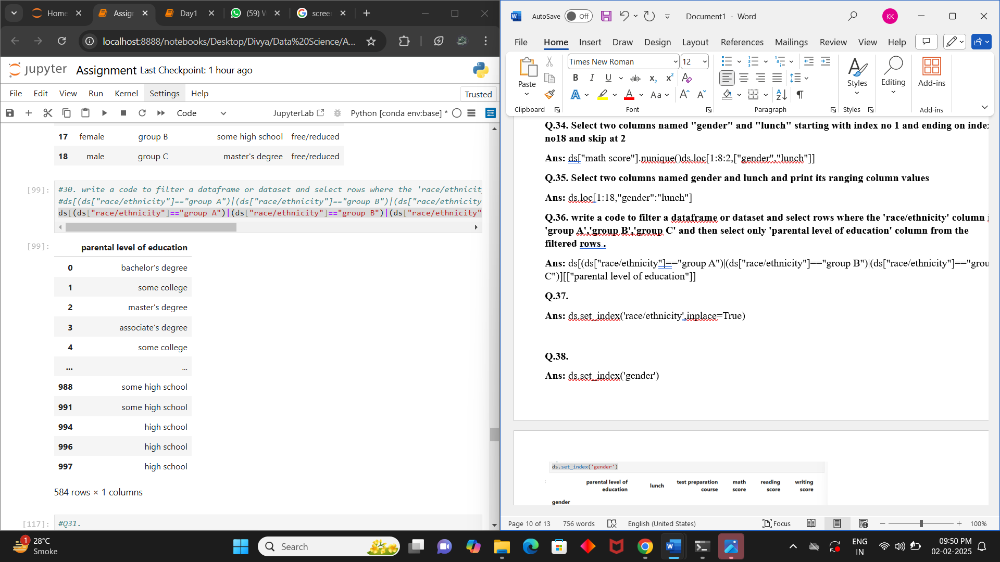 Home
Assign
Day1
(59) W
screen
localhost:8888/notebooks/Desktop/Divya/Data%20Science/A...
jupyter Assignment Last Checkpoint: 1 hour ago
File Edit View Run Kernel Settings Help Trusted
Code JupyterLab Python [conda env:base] *
17 female group B some high school free/reduced
18 male group C master's degree free/reduced
[99]:
#30. write a code to filter a dataframe or dataset and select rows where the 'race/ethnicit
#ds[(ds["race/ethnicity"]=="group A")|(ds["race/ethnicity"]=="group B")|(ds["race/ethnicity
ds[(ds["race/ethnicity"]=="group A")|(ds["race/ethnicity"]=="group B")|(ds["race/ethnicity"
[99]:
parental level of education
0 bachelor's degree
1 some college
2 master's degree
3 associate's degree
4 some college
... ...
988 some high school
991 some high school
994 high school
996 high school
997 high school
584 rows × 1 columns
[117]: #Q31.
AutoSave Off Document1 - Word KK
File Home Insert Draw Design Layout References Mailings Review View Help
Paste
Times New Roman 12
B I U ab x2 x2 A
A A Aa A A
Styles Editing Add-ins
Clipboard Font Paragraph Styles Add-ins
Q.34. Select two columns named "gender" and "lunch" starting with index no 1 and ending on inde
no18 and skip at 2
Ans: ds["math score"].nunique()ds.loc[1:8:2,["gender","lunch"]]
Q.35. Select two columns named gender and lunch and print its ranging column values
Ans: ds.loc[1:18,"gender":"lunch"]
Q.36. write a code to filter a dataframe or dataset and select rows where the 'race/ethnicity' column
'group A','group B','group C' and then select only 'parental level of education' column from the
filtered rows .
Ans: ds[(ds["race/ethnicity"]=="group A")|(ds["race/ethnicity"]=="group B")|(ds["race/ethnicity"]=="grou
C")][["parental level of education"]]
Q.37.
Ans: ds.set_index('race/ethnicity',inplace=True)
Q.38.
Ans: ds.set_index('gender')
ds.set_index('gender')
parental level of education lunch test preparation course math score reading score writing score
gender
Page 10 of 13 756 words English (United States) Focus 100%
1 28°C
Smoke
Search
ENG
IN
09:50 PM
02-02-2025